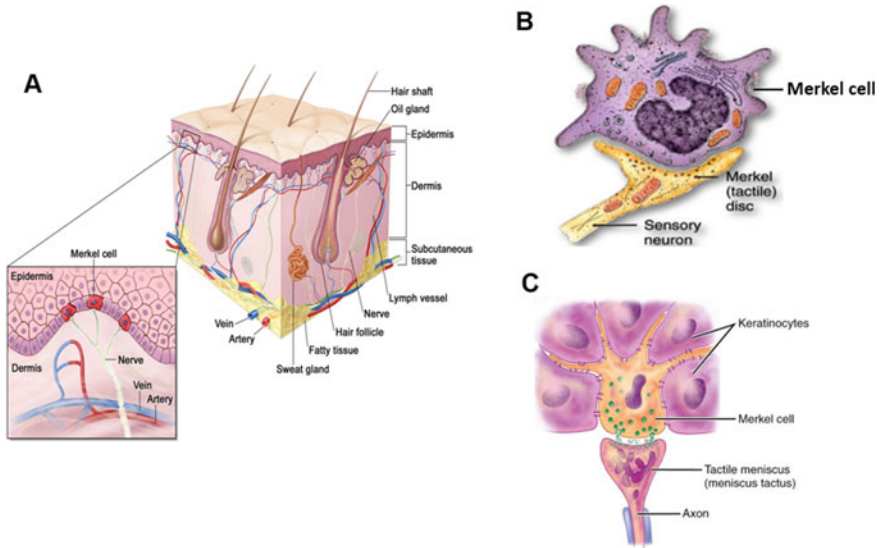 A
Hair shaft
Oil gland
Epidermis
Dermis
Subcutaneous
tissue
Lymph vessel
Nerve
Hair follicle
Fatty tissue
Sweat gland
Vein
Artery
Merkel cell
Epidermis
Dermis
Nerve
Vein
Artery
B
Merkel cell
Merkel
(tactile)
disc
Sensory
neuron
C
Keratinocytes
Merkel cell
Tactile meniscus
(meniscus tactus)
Axon